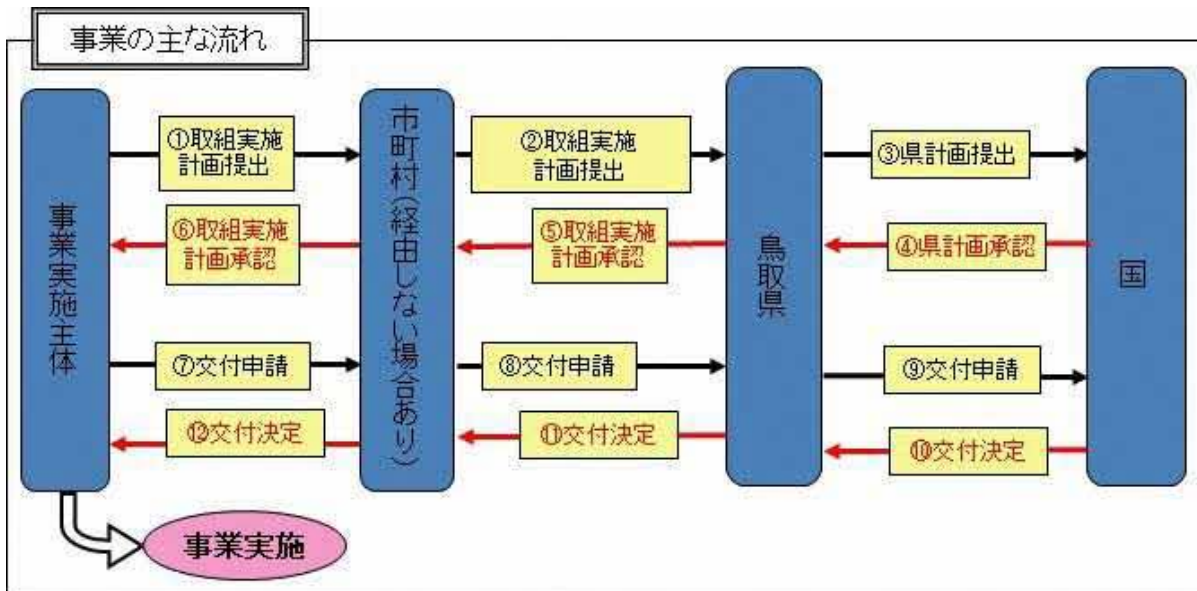 事業の主な流れ
事業実施主体
市町村(経由しない場合あり)
鳥取県
国
①取組実施
計画提出
②取組実施
計画提出
③県計画提出
⑥取組実施
計画承認
⑤取組実施
計画承認
④県計画承認
⑦交付申請
⑧交付申請
⑨交付申請
⑫交付決定
⑪交付決定
⑩交付決定
事業実施